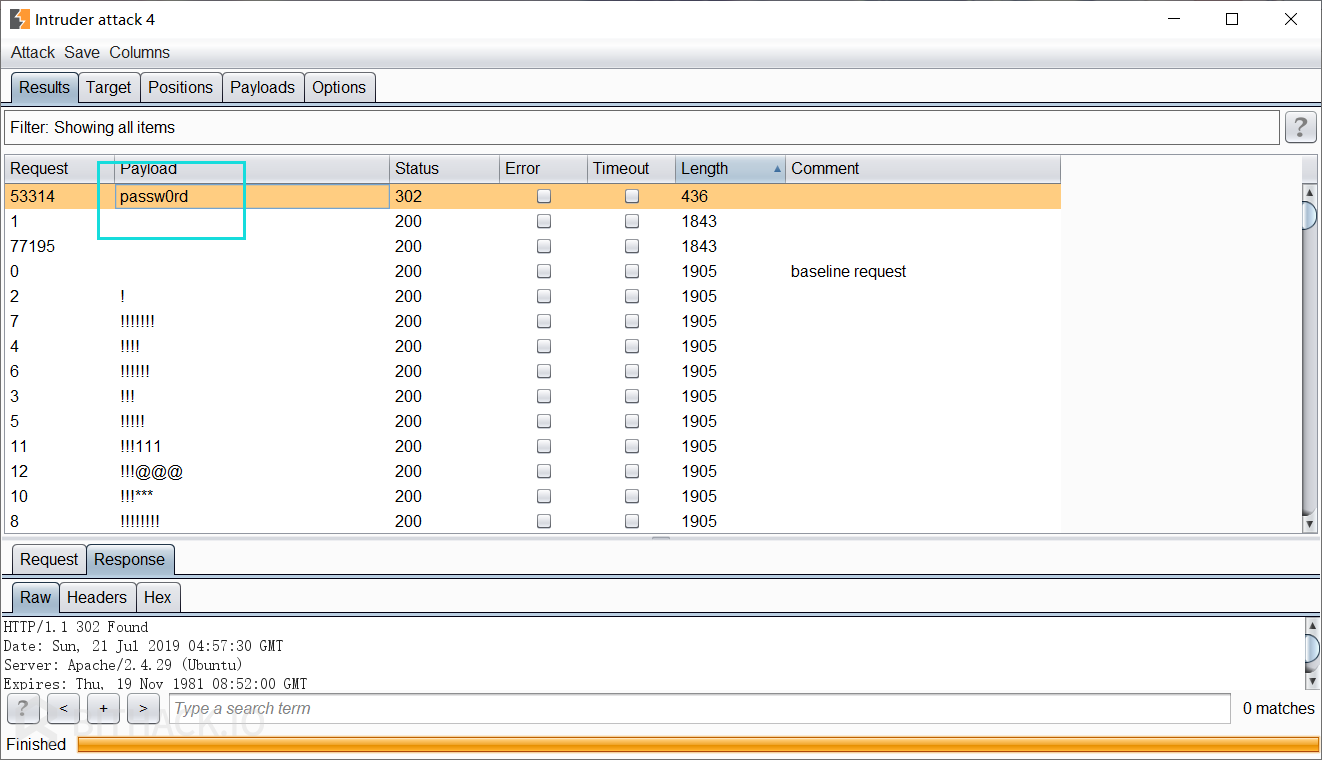 Intruder attack 4
Attack Save Columns
Results Target Positions Payloads Options
Filter: Showing all items ?
Request Payload Status Error Timeout Length Comment
53314 passw0rd 302 436
1 200 1843
77195 200 1843
0 200 1905 baseline request
2 ! 200 1905
7 !!!!!!! 200 1905
4 !!!! 200 1905
6 !!!!!! 200 1905
3 !!! 200 1905
5 !!!!! 200 1905
11 !!!111 200 1905
12 !!!@@@ 200 1905
10 !!!*** 200 1905
8 !!!!!!!! 200 1905
Request Response
Raw Headers Hex
HTTP/1.1 302 Found
Date: Sun, 21 Jul 2019 04:57:30 GMT
Server: Apache/2.4.29 (Ubuntu)
Expires: Thu, 19 Nov 1981 08:52:00 GMT
? < + > Type a search term 0 matches
Finished